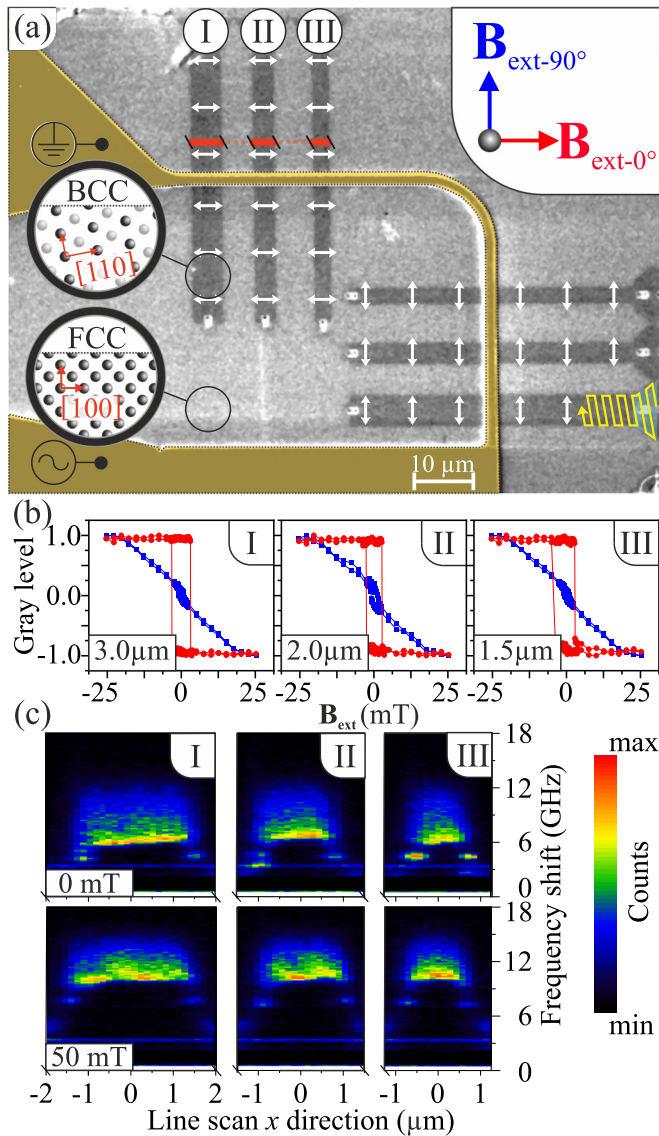 (a)
I II III
B ext-90°
B ext-0°
BCC
[110]
FCC
[100]
10 µm
(b)
Gray level
1.0
0.0
-1.0
I
3.0µm
II
2.0µm
III
1.5µm
-25 0 25 -25 0 25 -25 0 25
B ext (mT)
(c)
I
II
III
0 mT
50 mT
18
12
6
0
18
12
6
0
Frequency shift (GHz)
-2 -1 0 1 2 -1 0 1 -1 0 1
Line scan x direction (µm)
max
Counts
min